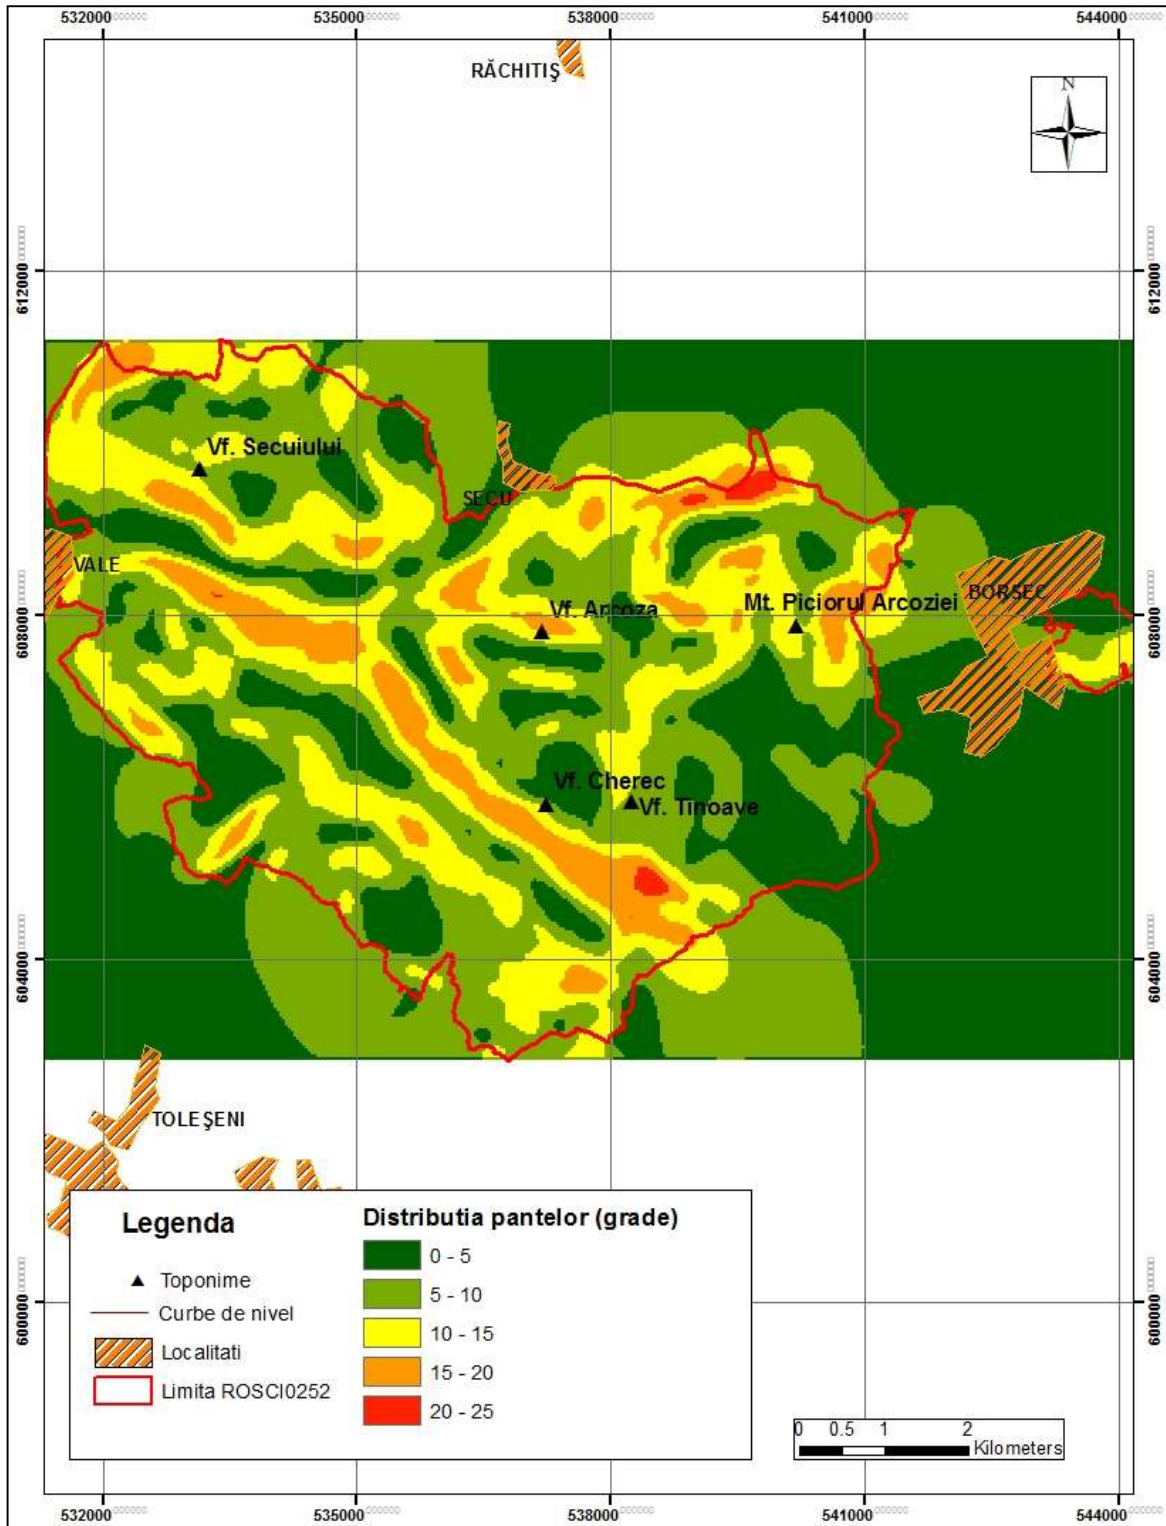 532000 535000 538000 541000 544000
RĂCHITIŞ
N
612000 612000
Vf. Secuiului
SECU
VALE
BORSEC
Vf. Arcoza
Mt. Piciorul Arcoziei
608000 608000
Vf. Cherec
Vf. Tinoave
604000 604000
TOLEŞENI
Legenda
Toponime
Curbe de nivel
Localitati
Limita ROSCI0252
Distributia pantelor (grade)
0 - 5
5 - 10
10 - 15
15 - 20
20 - 25
600000 600000
0 0.5 1 2
Kilometers
532000 535000 538000 541000 544000